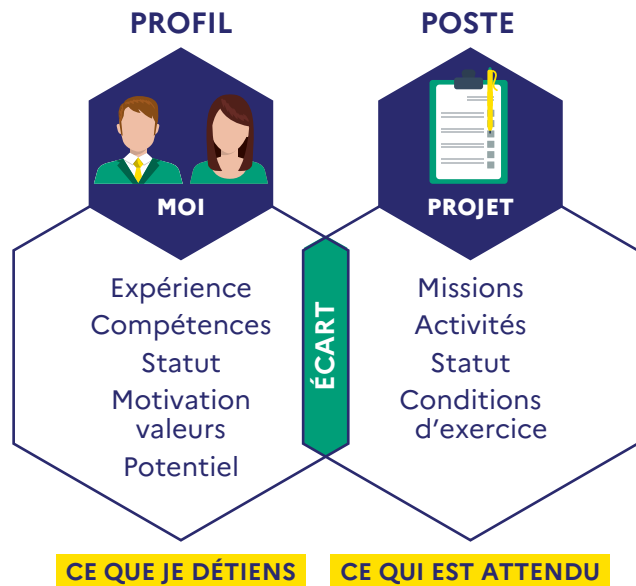 PROFIL
POSTE
MOI
PROJET
Expérience
Compétences
Statut
Motivation
valeurs
Potentiel
ÉCART
Missions
Activités
Statut
Conditions
d'exercice
CE QUE JE DÉTIENS
CE QUI EST ATTENDU